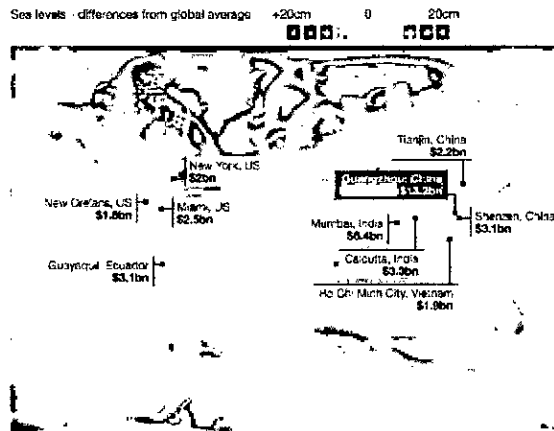 Sea levels - differences from global average
+20cm 0 20cm
Tianjin, China
$2.2bn
New York, US
$2bn
Guangzhou, China
New Orleans, US
$1.8bn
Miami, US
$2.5bn
Mumbai, India
$6.4bn
Shenzen, China
$3.1bn
Calcutta, India
$3.3bn
Guayaquil, Ecuador
$3,1bn
Ho Chi Minh City, Vietnam
$1.9bn